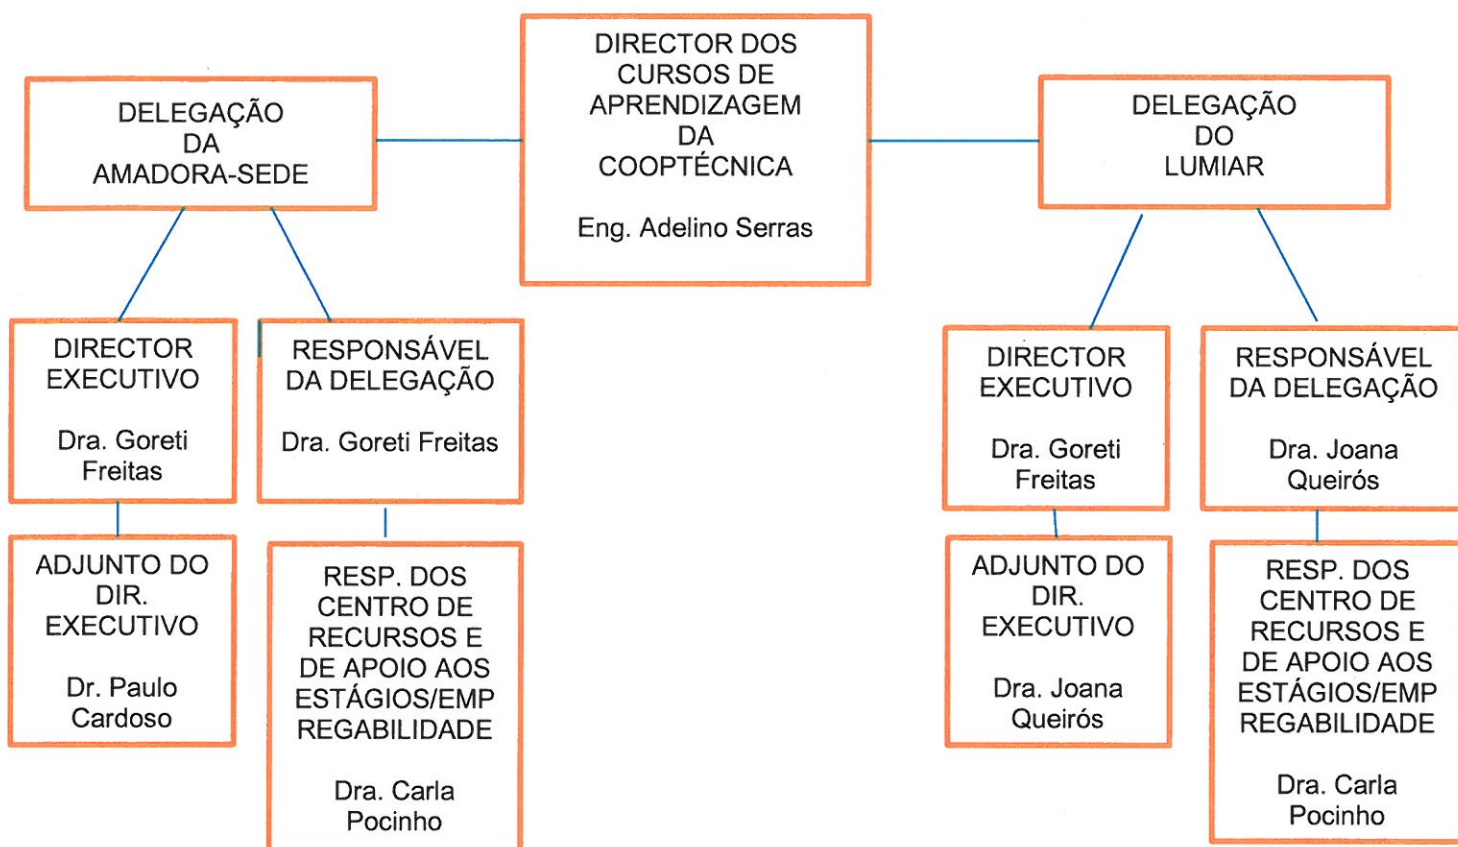 DIRECTOR DOS
CURSOS DE
APRENDIZAGEM
DA
COOPTÉCNICA
Eng. Adelino Serras
DELEGAÇÃO
DA
AMADORA-SEDE
DELEGAÇÃO
DO
LUMIAR
DIRECTOR
EXECUTIVO
Dra. Goreti
Freitas
RESPONSÁVEL
DA DELEGAÇÃO
Dra. Goreti Freitas
DIRECTOR
EXECUTIVO
Dra. Goreti
Freitas
RESPONSÁVEL
DA DELEGAÇÃO
Dra. Joana
Queirós
ADJUNTO DO
DIR.
EXECUTIVO
Dr. Paulo
Cardoso
RESP. DOS
CENTRO DE
RECURSOS E
DE APOIO AOS
ESTÁGIOS/EMP
REGABILIDADE
Dra. Carla
Pocinho
ADJUNTO DO
DIR.
EXECUTIVO
Dra. Joana
Queirós
RESP. DOS
CENTRO DE
RECURSOS E
DE APOIO AOS
ESTÁGIOS/EMP
REGABILIDADE
Dra. Carla
Pocinho